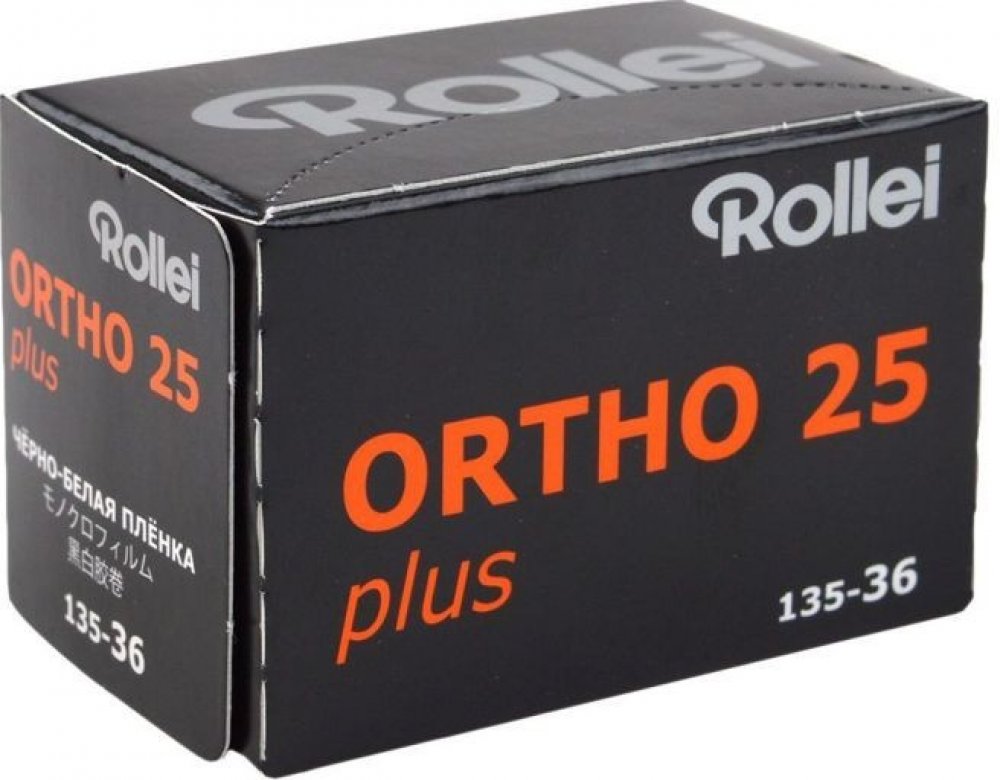 Rollei
Rollei
ORTHO 25
plus
135-36
Rollei
ORTHO 25
plus
ЧЁРНО-БЕЛАЯ ПЛЁНКА
モノクロフィルム
黑白胶卷
135-36